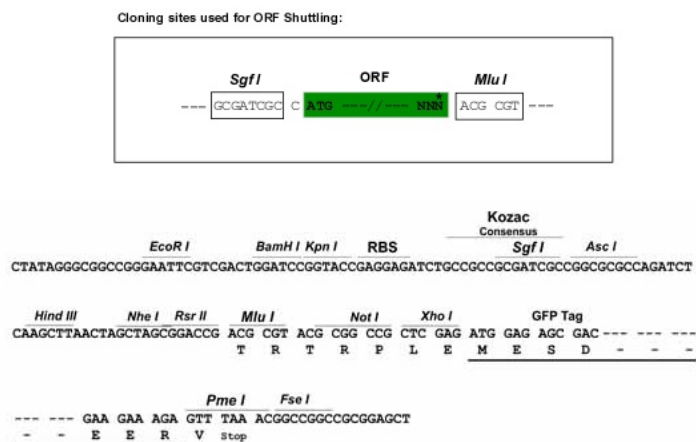 Cloning sites used for ORF Shuttling:
Sgf I ORF Mlu I
--- GCGATCGC C ATG ---//--- NNN* ACG CGT ---
Kozac
Consensus
EcoR I BamH I Kpn I RBS Sgf I Asc I
CTATAGGGCGGCCGGGAATTCGTCGACTGGATCCGGTACCGAGGAGATCTGCCGCCGCGATCGCCGGCGCGCCAGATCT
Hind III Nhe I Rsr II Mlu I Not I Xho I GFP Tag
CAAGCTTAACTAGCTAGCGGACCG ACG CGT ACG CGG CCG CTC GAG ATG GAG AGC GAC --- ---
T R T R P L E M E S D - - -
Pme I Fse I
--- --- GAA GAA AGA GTT TAA ACGGCCGGCCGCGGAGCT
- - E E R V Stop